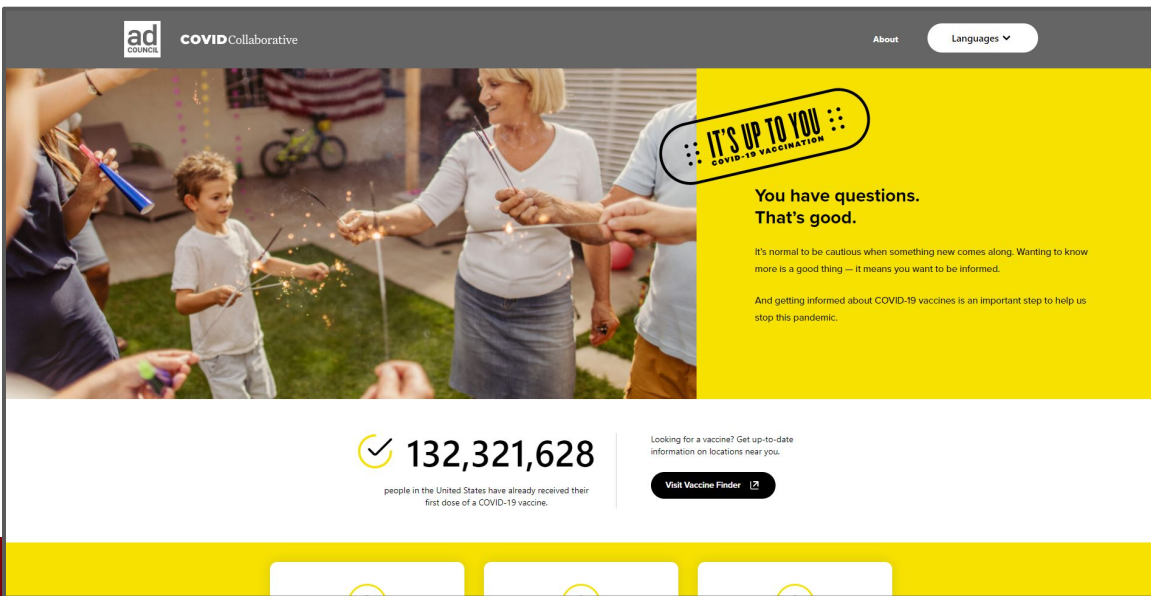 ad
COUNCIL
COVID Collaborative
About
Languages
IT'S UP TO YOU
COVID-19 VACCINATION
You have questions.
That's good.
It's normal to be cautious when something new comes along. Wanting to know
more is a good thing — it means you want to be informed.
And getting informed about COVID-19 vaccines is an important step to help us
stop this pandemic.
132,321,628
people in the United States have already received their
first dose of a COVID-19 vaccine.
Looking for a vaccine? Get up-to-date
information on locations near you.
Visit Vaccine Finder